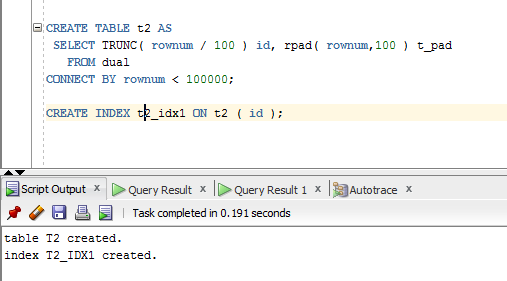 CREATE TABLE t2 AS
SELECT TRUNC( rownum / 100 ) id, rpad( rownum,100 ) t_pad
FROM dual
CONNECT BY rownum < 100000;
CREATE INDEX t2_idx1 ON t2 ( id );
Script Output x Query Result x Query Result 1 x Autotrace x
Task completed in 0.191 seconds
table T2 created.
index T2_IDX1 created.